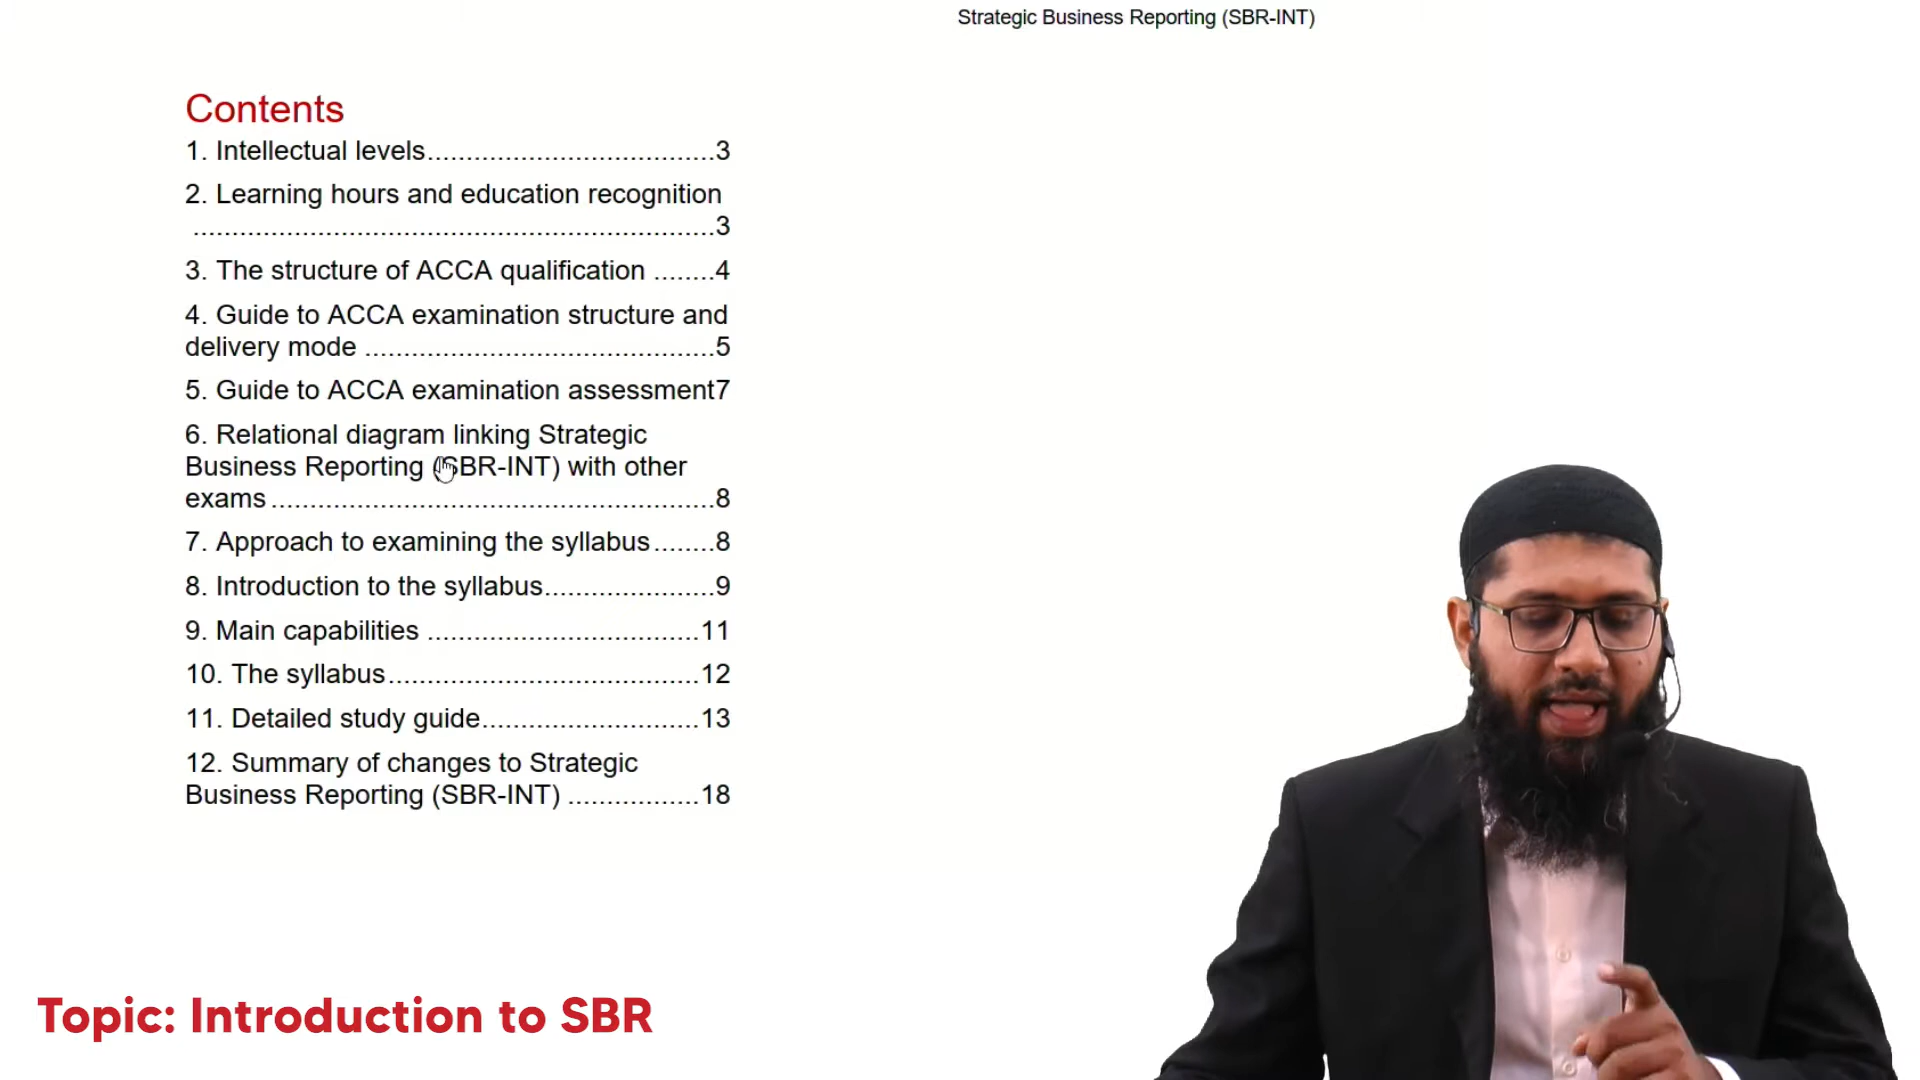 Strategic Business Reporting (SBR-INT)
Contents
1. Intellectual levels.....................................3
2. Learning hours and education recognition
...................................................................3
3. The structure of ACCA qualification ........4
4. Guide to ACCA examination structure and
delivery mode .............................................5
5. Guide to ACCA examination assessment7
6. Relational diagram linking Strategic
Business Reporting (SBR-INT) with other
exams .........................................................8
7. Approach to examining the syllabus........8
8. Introduction to the syllabus......................9
9. Main capabilities ...................................11
10. The syllabus........................................12
11. Detailed study guide............................13
12. Summary of changes to Strategic
Business Reporting (SBR-INT) .................18
Topic: Introduction to SBR